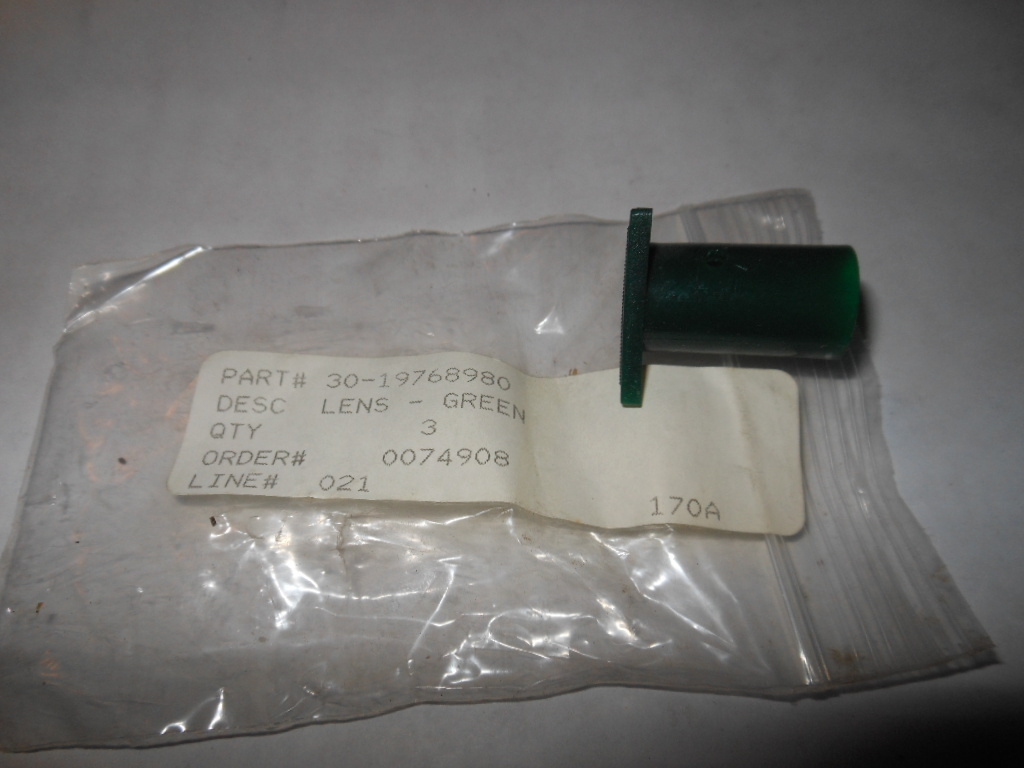 PART# 30-19768980
DESC LENS - GREEN
QTY 3
ORDER# 0074908
LINE# 021
170A